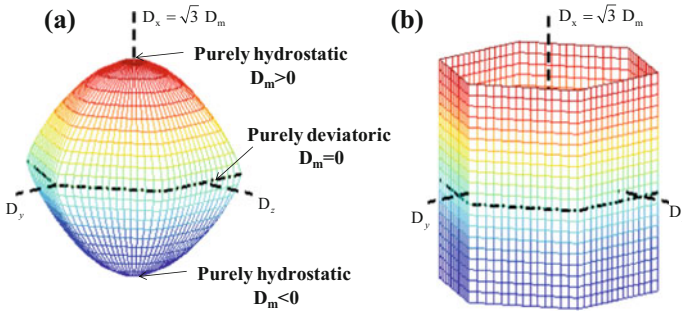 (a)
D_x = √3 D_m
Purely hydrostatic
D_m>0
Purely deviatoric
D_m=0
D_y
D_z
Purely hydrostatic
D_m<0
(b)
D_x = √3 D_m
D_y
D